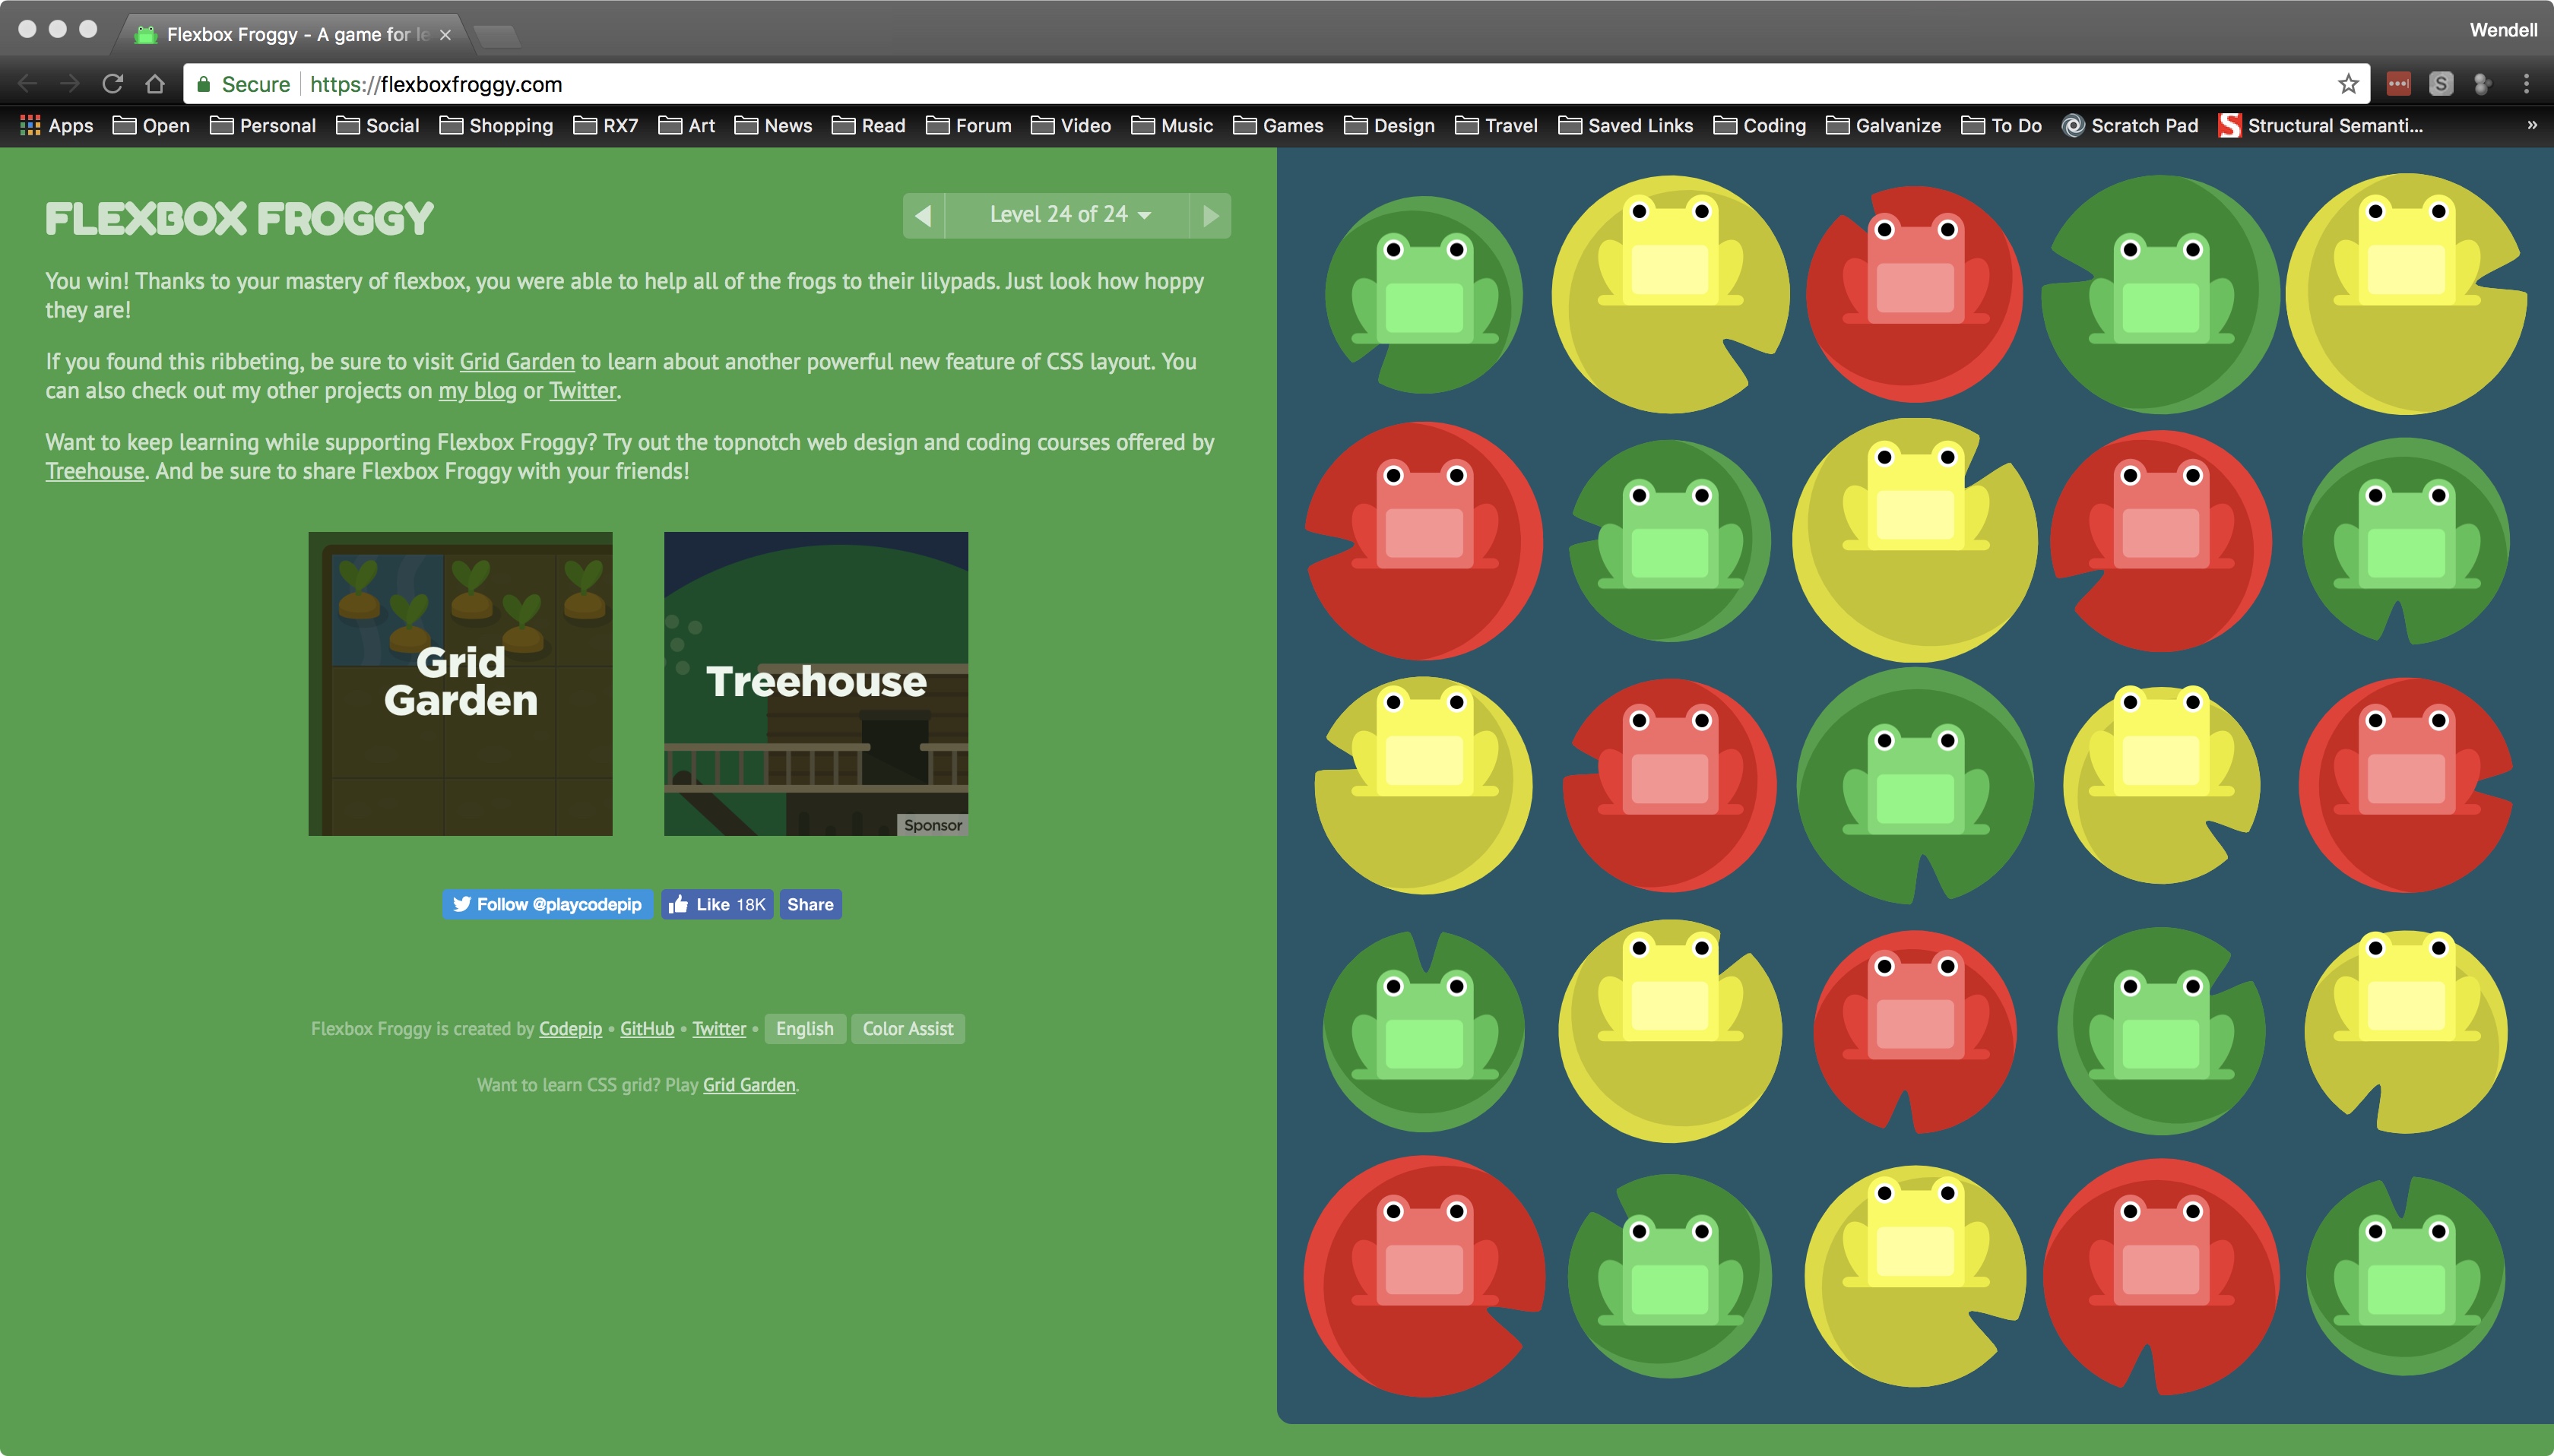 Flexbox Froggy - A game for le
Wendell
Secure https://flexboxfroggy.com
S
Apps Open Personal Social Shopping RX7 Art News Read Forum Video Music Games Design Travel Saved Links Coding Galvanize To Do Scratch Pad S Structural Semanti... »
FLEXBOX FROGGY
Level 24 of 24
You win! Thanks to your mastery of flexbox, you were able to help all of the frogs to their lilypads. Just look how hoppy
they are!
If you found this ribbeting, be sure to visit Grid Garden to learn about another powerful new feature of CSS layout. You
can also check out my other projects on my blog or Twitter.
Want to keep learning while supporting Flexbox Froggy? Try out the topnotch web design and coding courses offered by
Treehouse. And be sure to share Flexbox Froggy with your friends!
Grid
Garden
Treehouse
Sponsor
Follow @playcodepip Like 18K Share
Flexbox Froggy is created by Codepip • GitHub • Twitter • English Color Assist
Want to learn CSS grid? Play Grid Garden.